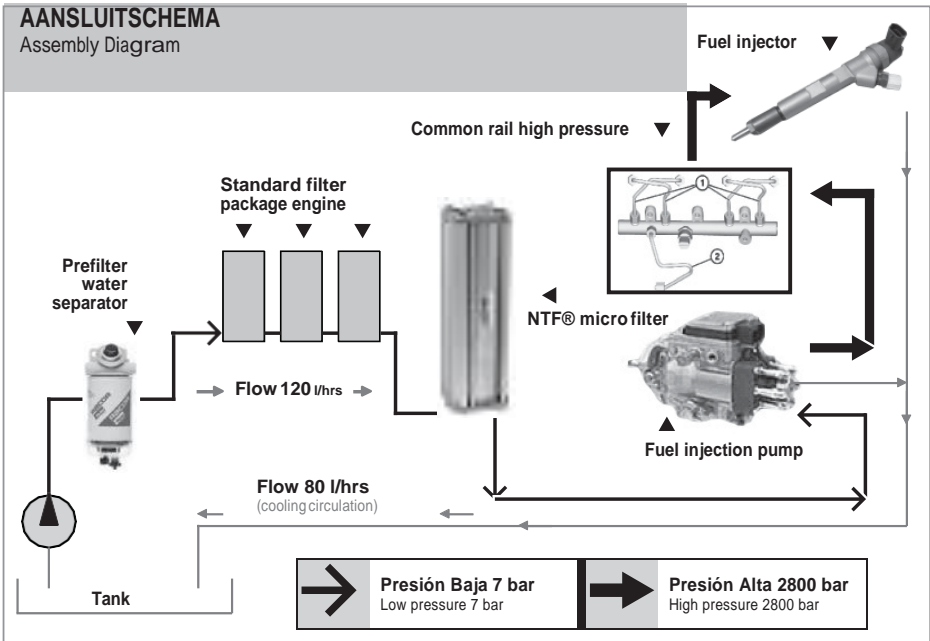 AANSLUITSCHEMA
Assembly Diagram
Fuel injector
Common rail high pressure
1
2
Standard filter
package engine
Prefilter
water
separator
NTF® micro filter
Flow 120 l/hrs
Fuel injection pump
Flow 80 l/hrs
(cooling circulation)
Tank
Presión Baja 7 bar
Low pressure 7 bar
Presión Alta 2800 bar
High pressure 2800 bar